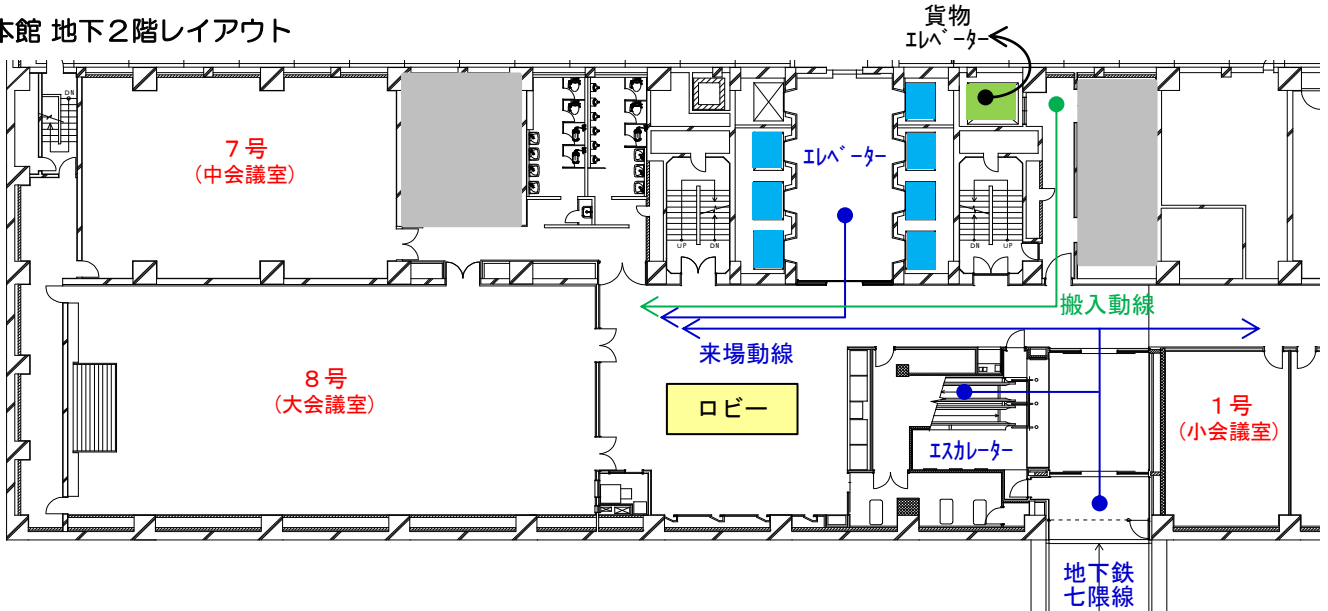 本館 地下２階レイアウト
貨物
エレベーター
DN
７号
(中会議室)
エレベーター
UP
DN
DN
UP
搬入動線
来場動線
８号
(大会議室)
ロビー
エスカレーター
１号
(小会議室)
地下鉄
七隈線